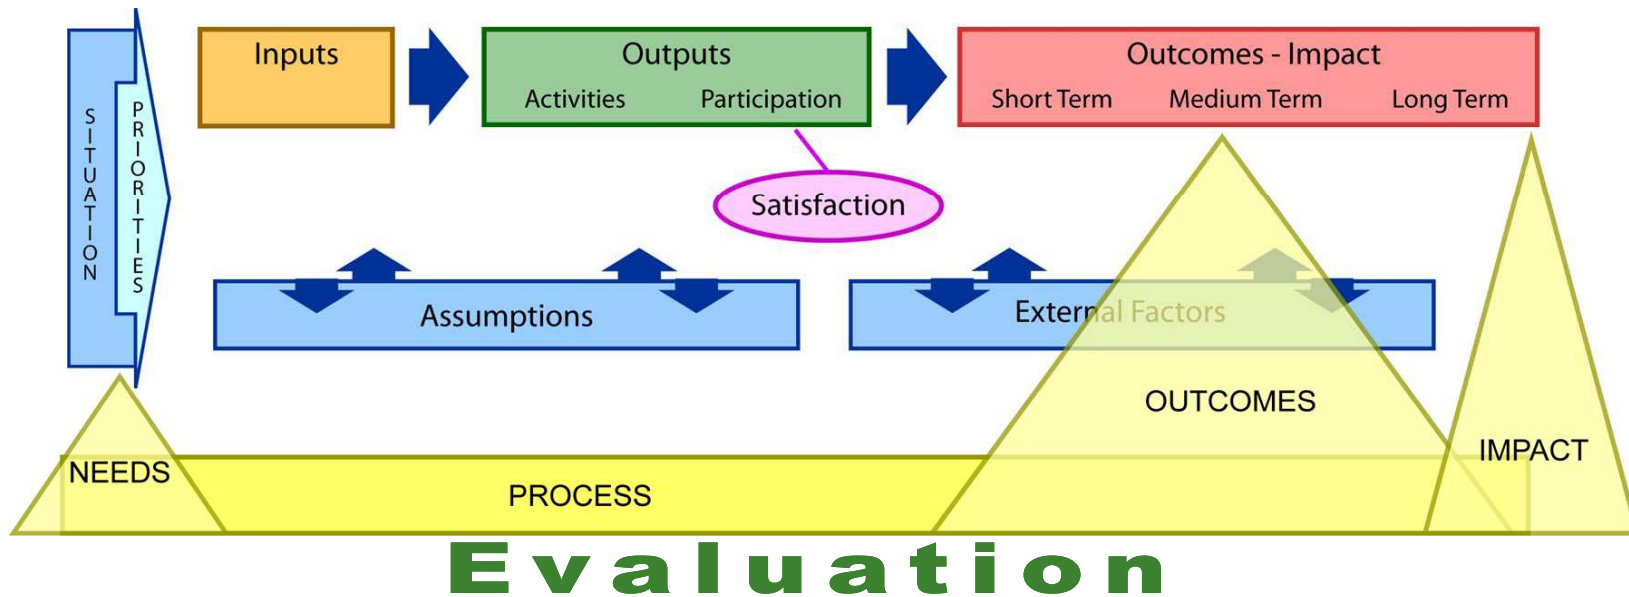 SITUATION
PRIORITIES
Inputs
Outputs
Activities Participation
Outcomes - Impact
Short Term Medium Term Long Term
Satisfaction
Assumptions
External Factors
OUTCOMES
IMPACT
NEEDS
PROCESS
Evaluation